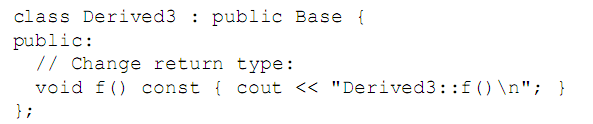 class Derived3 : public Base {
public:
  // Change return type:
  void f() const { cout << "Derived3::f()\n"; }
};